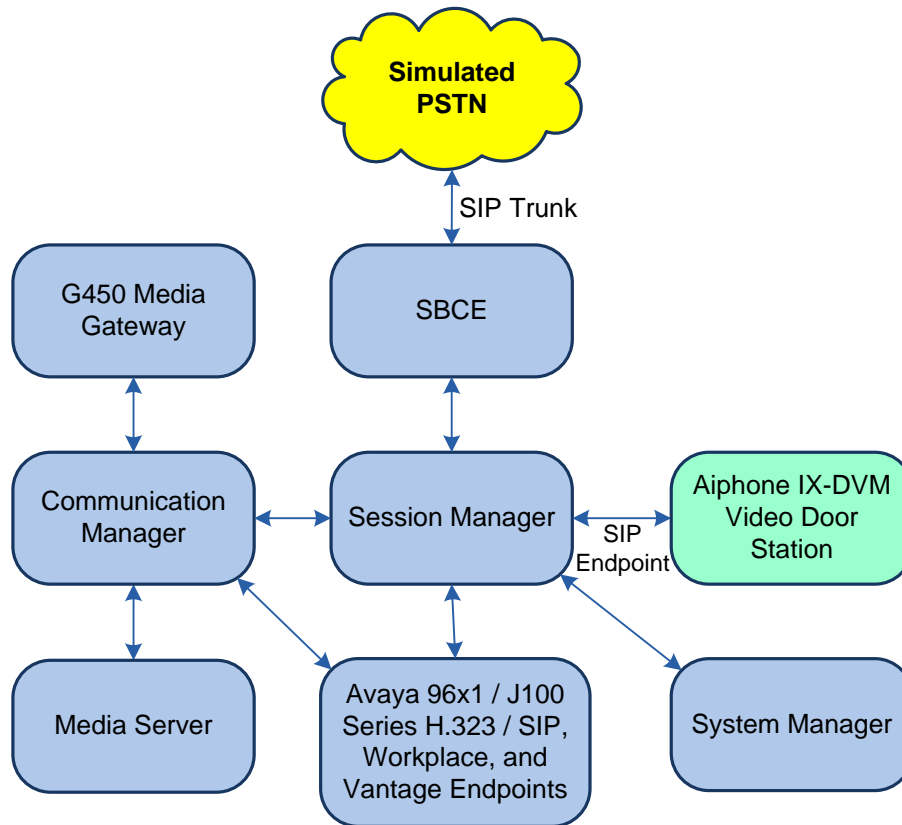 Simulated
PSTN
SIP Trunk
G450 Media
Gateway
SBCE
Communication
Manager
Session Manager
SIP
Endpoint
Aiphone IX-DVM
Video Door
Station
Media Server
Avaya 96x1 / J100
Series H.323 / SIP,
Workplace, and
Vantage Endpoints
System Manager